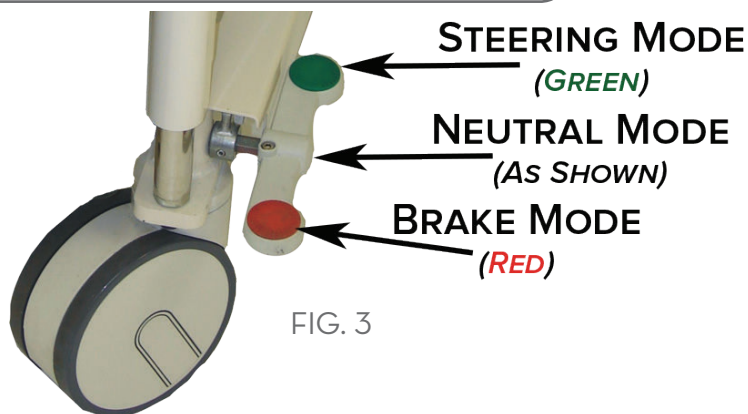 STEERING MODE
(GREEN)
NEUTRAL MODE
(AS SHOWN)
BRAKE MODE
(RED)
FIG. 3